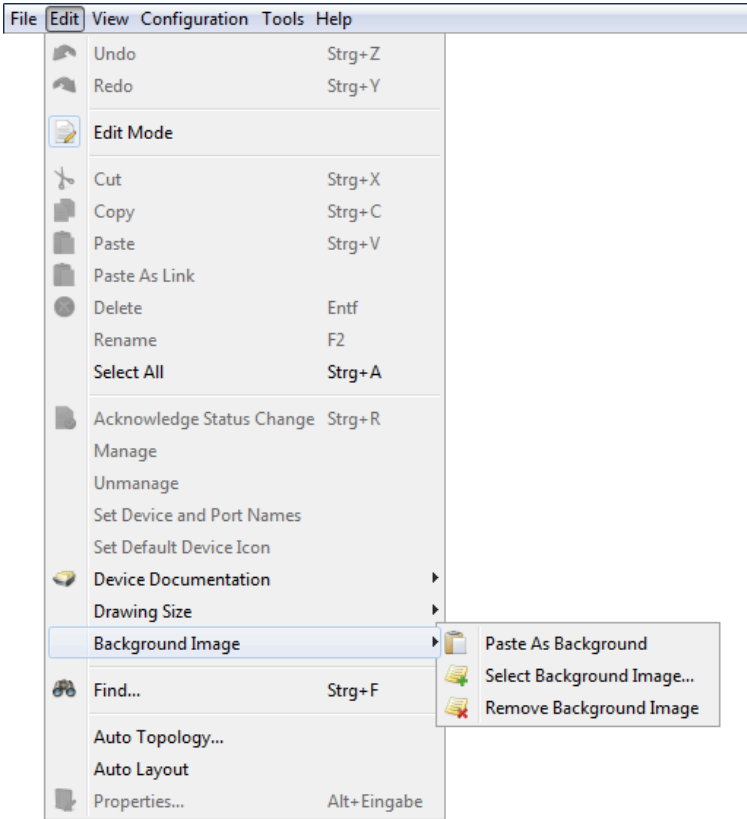 File Edit View Configuration Tools Help
Undo Strg+Z
Redo Strg+Y
Edit Mode
Cut Strg+X
Copy Strg+C
Paste Strg+V
Paste As Link
Delete Entf
Rename F2
Select All Strg+A
Acknowledge Status Change Strg+R
Manage
Unmanage
Set Device and Port Names
Set Default Device Icon
Device Documentation
Drawing Size
Background Image
Paste As Background
Select Background Image...
Remove Background Image
Find... Strg+F
Auto Topology...
Auto Layout
Properties... Alt+Eingabe